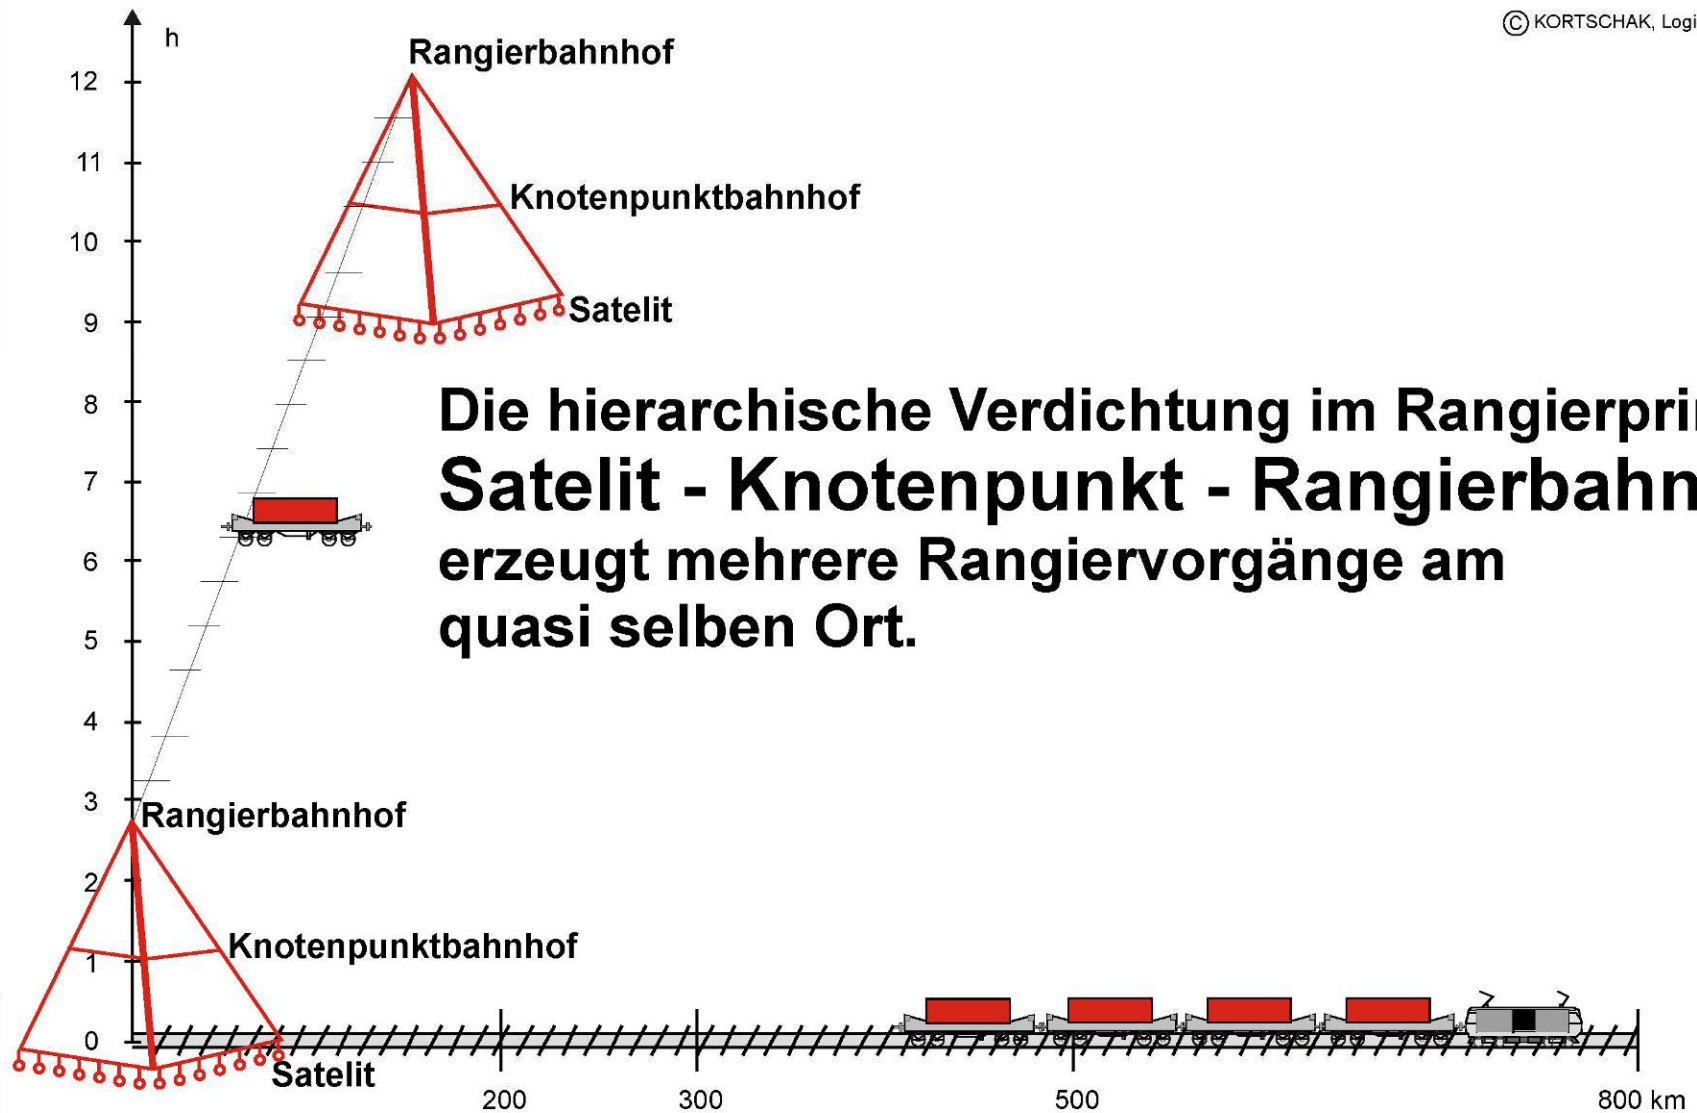 © KORTSCHAK, Logi
h
Rangierbahnhof
12
11
Knotenpunktbahnhof
10
Satelit
9
8
Die hierarchische Verdichtung im Rangierpri
7
Satelit - Knotenpunkt - Rangierbahn
6
erzeugt mehrere Rangiervorgänge am
5
quasi selben Ort.
4
3
Rangierbahnhof
2
Knotenpunktbahnhof
1
0
Satelit
200 300 500 800 km